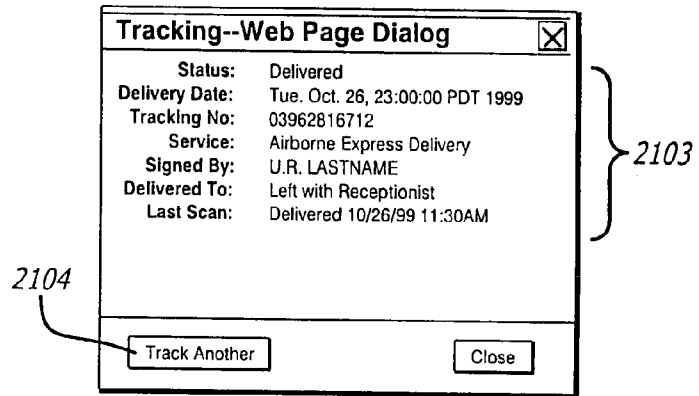 Tracking--Web Page Dialog
Status: Delivered
Delivery Date: Tue. Oct. 26, 23:00:00 PDT 1999
Tracking No: 03962816712
Service: Airborne Express Delivery
Signed By: U.R. LASTNAME
Delivered To: Left with Receptionist
Last Scan: Delivered 10/26/99 11:30AM
2103
2104
Track Another Close